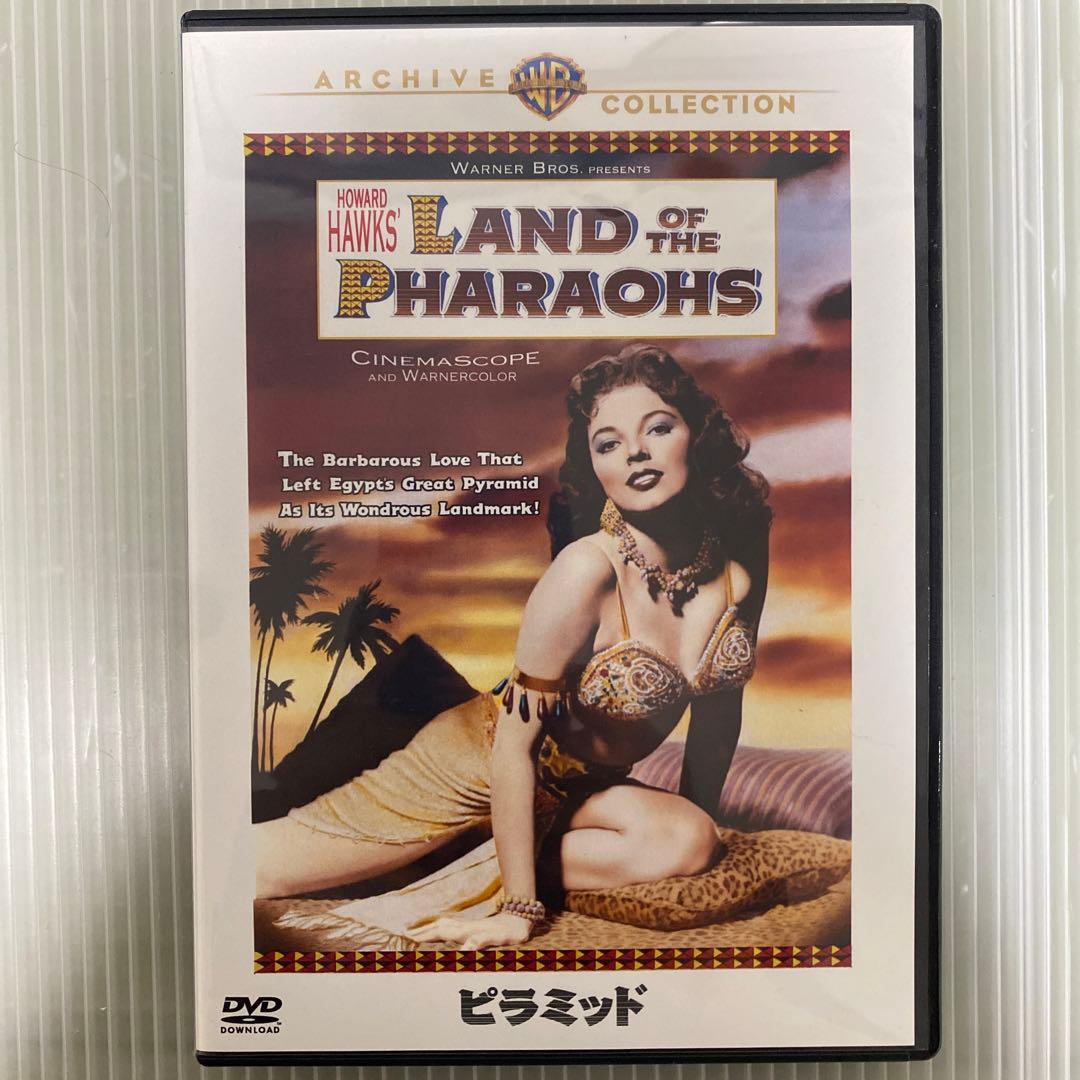 ARCHIVE WB COLLECTION
WARNER BROS. PRESENTS
HOWARD HAWKS' LAND OF THE PHARAOHS
CINEMASCOPE
AND WARNERCOLOR
The Barbarous Love That
Left Egypt's Great Pyramid
As Its Wondrous Landmark!
DVD
DOWNLOAD
ピラミッド